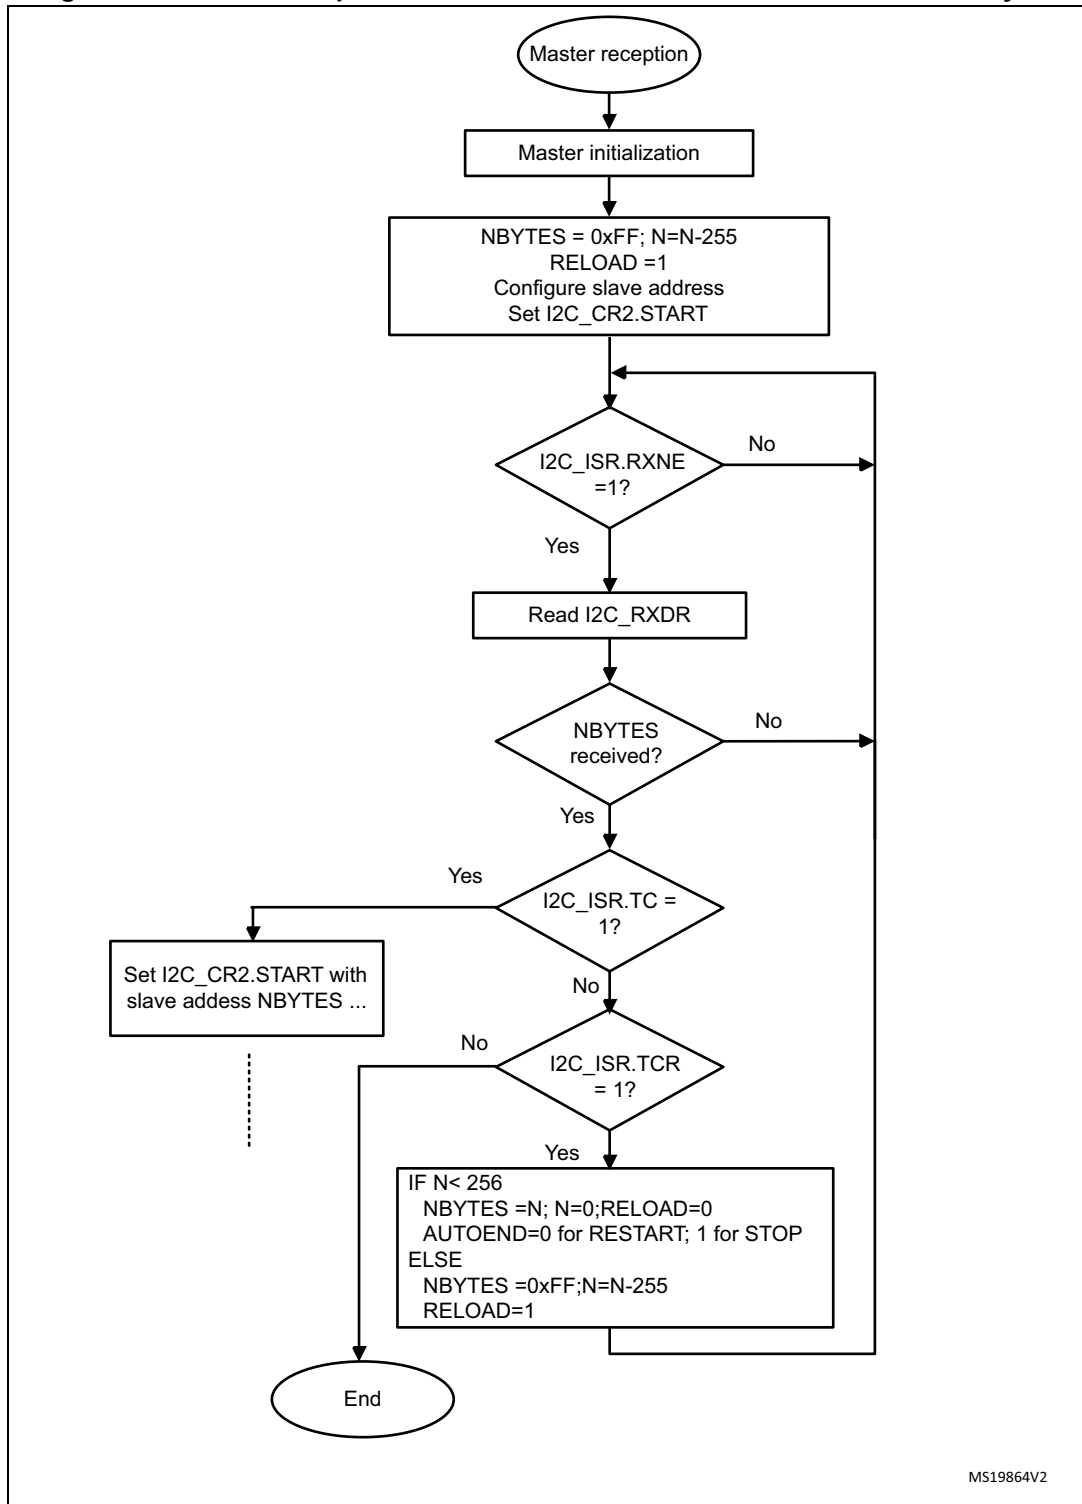 Master reception
Master initialization
NBYTES = 0xFF; N=N-255
RELOAD =1
Configure slave address
Set I2C_CR2.START
I2C_ISR.RXNE
=1?
No
Yes
Read I2C_RXDR
NBYTES
received?
No
Yes
I2C_ISR.TC =
1?
Yes
Set I2C_CR2.START with
slave addess NBYTES ...
No
I2C_ISR.TCR
= 1?
No
Yes
IF N< 256
NBYTES =N; N=0;RELOAD=0
AUTOEND=0 for RESTART; 1 for STOP
ELSE
NBYTES =0xFF;N=N-255
RELOAD=1
End
MS19864V2